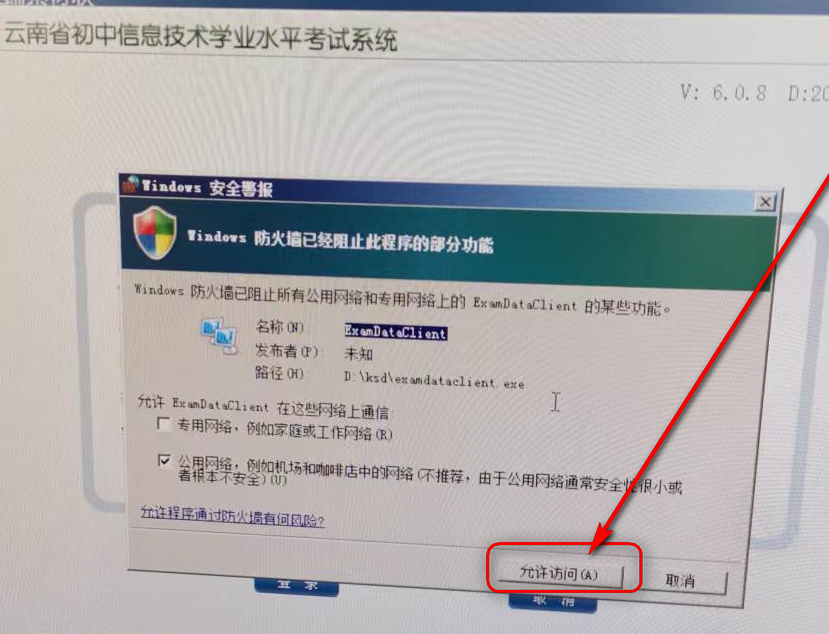 云南省初中信息技术学业水平考试系统
V: 6.0.8 D:20
Windows 安全警报
Windows 防火墙已经阻止此程序的部分功能
Windows 防火墙已阻止所有公用网络和专用网络上的 ExamDataClient 的某些功能。
名称(N) ExamDataClient
发布者(P) 未知
路径(H) D:\ksd\examdataclient.exe
允许 ExamDataClient 在这些网络上通信:
专用网络，例如家庭或工作网络(R)
公用网络，例如机场和咖啡店中的网络(不推荐，由于公用网络通常安全性很小或
者根本不安全)(U)
允许程序通过防火墙有何风险?
允许访问(A) 取消
登 录 取 消